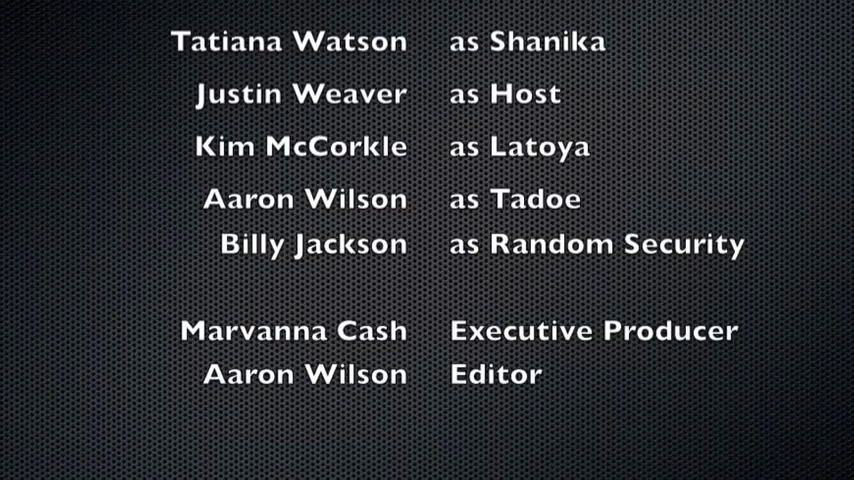 Tatiana Watson as Shanika
Justin Weaver as Host
Kim McCorkle as Latoya
Aaron Wilson as Tadoe
Billy Jackson as Random Security
Marvanna Cash Executive Producer
Aaron Wilson Editor